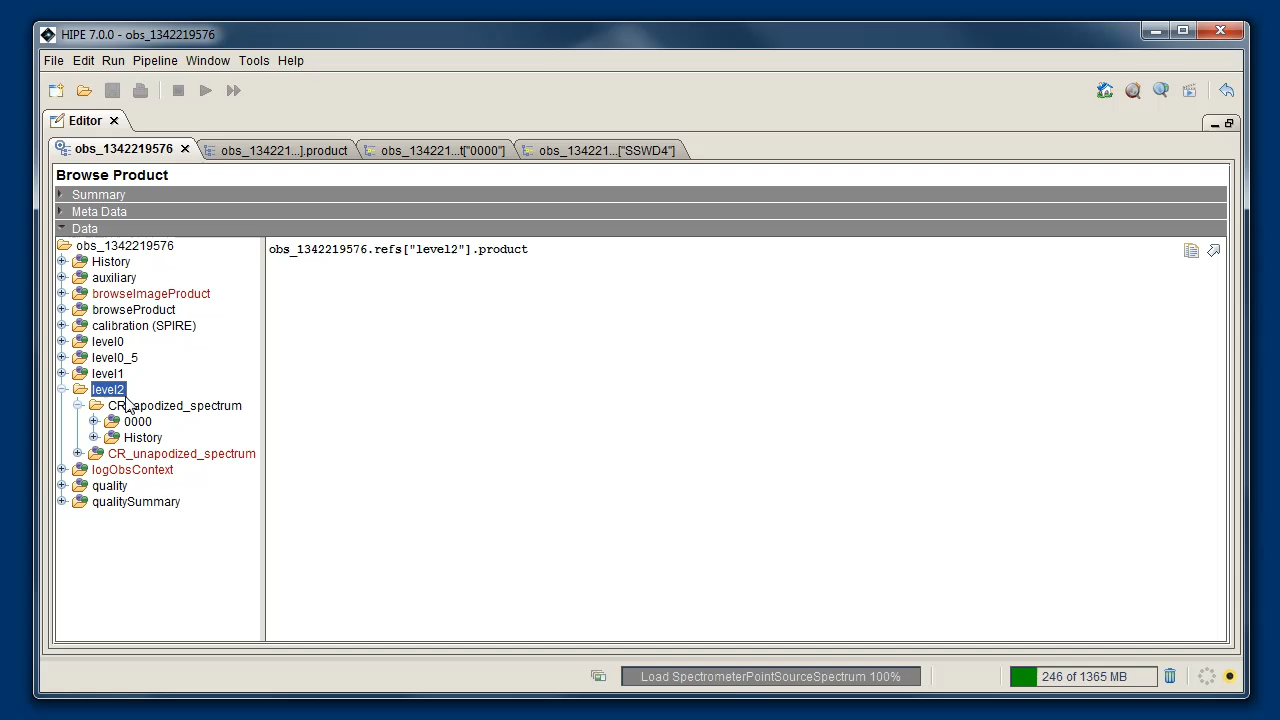 HIPE 7.0.0 - obs_1342219576
File Edit Run Pipeline Window Tools Help
Editor
obs_1342219576 obs_134221...].product obs_134221...t["0000"] obs_134221...["SSWD4"]
Browse Product
Summary
Meta Data
Data
obs_1342219576
obs_1342219576.refs["level2"].product
History
auxiliary
browseImageProduct
browseProduct
calibration (SPIRE)
level0
level0_5
level1
level2
CR_apodized_spectrum
0000
History
CR_unapodized_spectrum
logObsContext
quality
qualitySummary
Load SpectrometerPointSourceSpectrum 100% 246 of 1365 MB